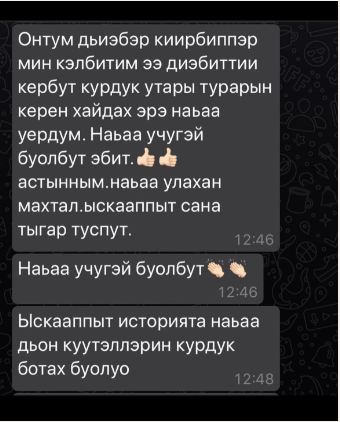 Онтум дьиэбэр киирбиппэр
мин кэлбитим ээ диэбиттии
кербут курдук утары турарын
керен хайдах эрэ наьаа
уердум. Наьаа учугэй
буолбут эбит.👍🏻👍🏻
астынным.наьаа улахан
махтал.ыскааппыт сана
тыгар туспут.
12:46
Наьаа учугэй буолбут👏🏻👏🏻
12:46
Ыскааппыт историята наьаа
дьон куутэллэрин курдук
ботах буолуо
12:48